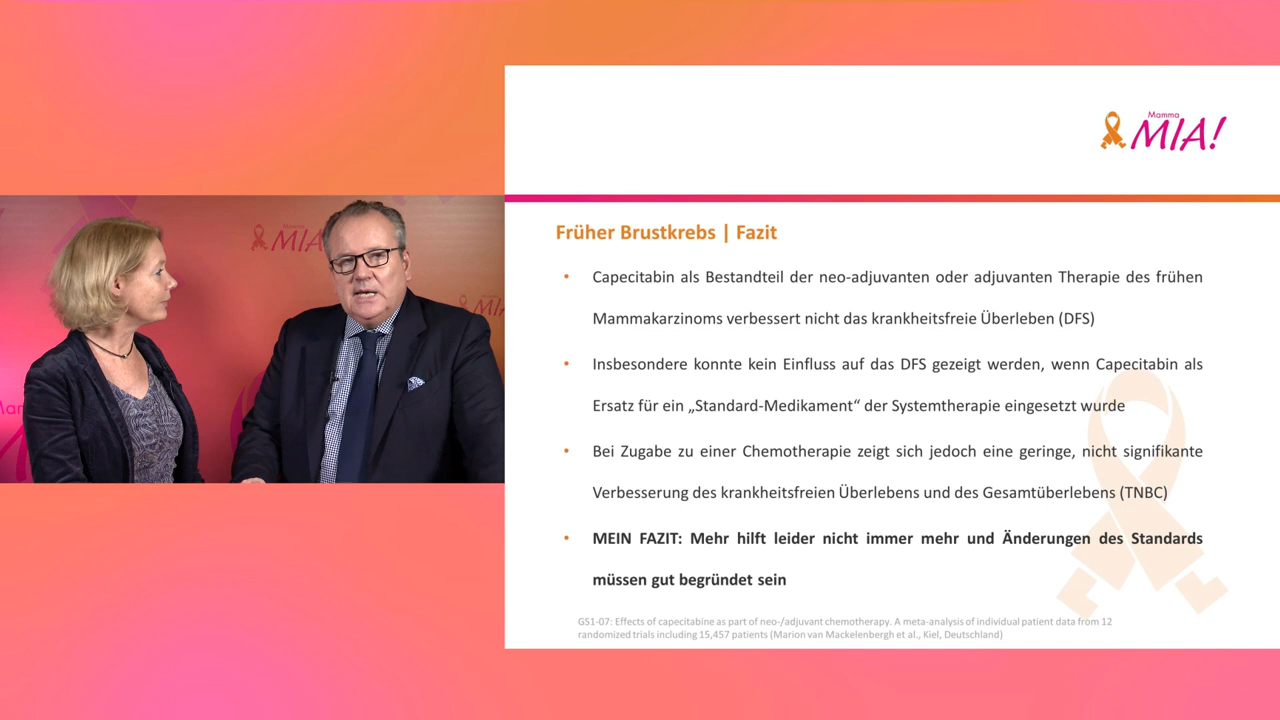 Mamma
MIA!
Mamma
MIA
MIA
Mam
Früher Brustkrebs | Fazit
• Capecitabin als Bestandteil der neo-adjuvanten oder adjuvanten Therapie des frühen
Mammakarzinoms verbessert nicht das krankheitsfreie Überleben (DFS)
• Insbesondere konnte kein Einfluss auf das DFS gezeigt werden, wenn Capecitabin als
Ersatz für ein „Standard-Medikament“ der Systemtherapie eingesetzt wurde
• Bei Zugabe zu einer Chemotherapie zeigt sich jedoch eine geringe, nicht signifikante
Verbesserung des krankheitsfreien Überlebens und des Gesamtüberlebens (TNBC)
• MEIN FAZIT: Mehr hilft leider nicht immer mehr und Änderungen des Standards
müssen gut begründet sein
GS1-07: Effects of capecitabine as part of neo-/adjuvant chemotherapy. A meta-analysis of individual patient data from 12
randomized trials including 15,457 patients (Marion van Mackelenbergh et al., Kiel, Deutschland)